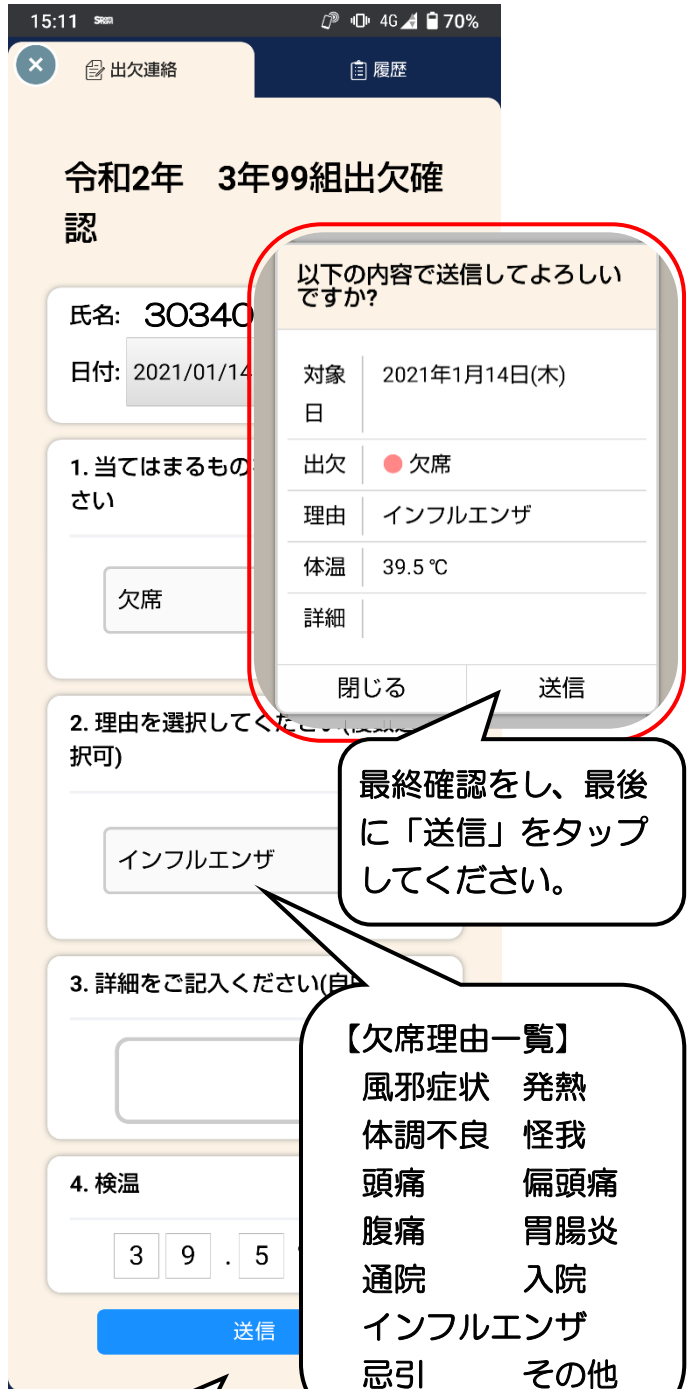 15:11 4G 70%
出欠連絡
履歴
令和2年 3年99組出欠確
認
氏名: 30340
日付: 2021/01/14
1. 当てはまるもの
さい
欠席
2. 理由を選択してください(複数選
択可)
インフルエンザ
3. 詳細をご記入ください(自由
4. 検温
3 9 . 5
送信
以下の内容で送信してよろしい
ですか?
対象 2021年1月14日(木)
日
出欠 欠席
理由 インフルエンザ
体温 39.5 ℃
詳細
閉じる 送信
最終確認をし、最後
に「送信」をタップ
してください。
【欠席理由一覧】
風邪症状 発熱
体調不良 怪我
頭痛 偏頭痛
腹痛 胃腸炎
通院 入院
インフルエンザ
忌引 その他